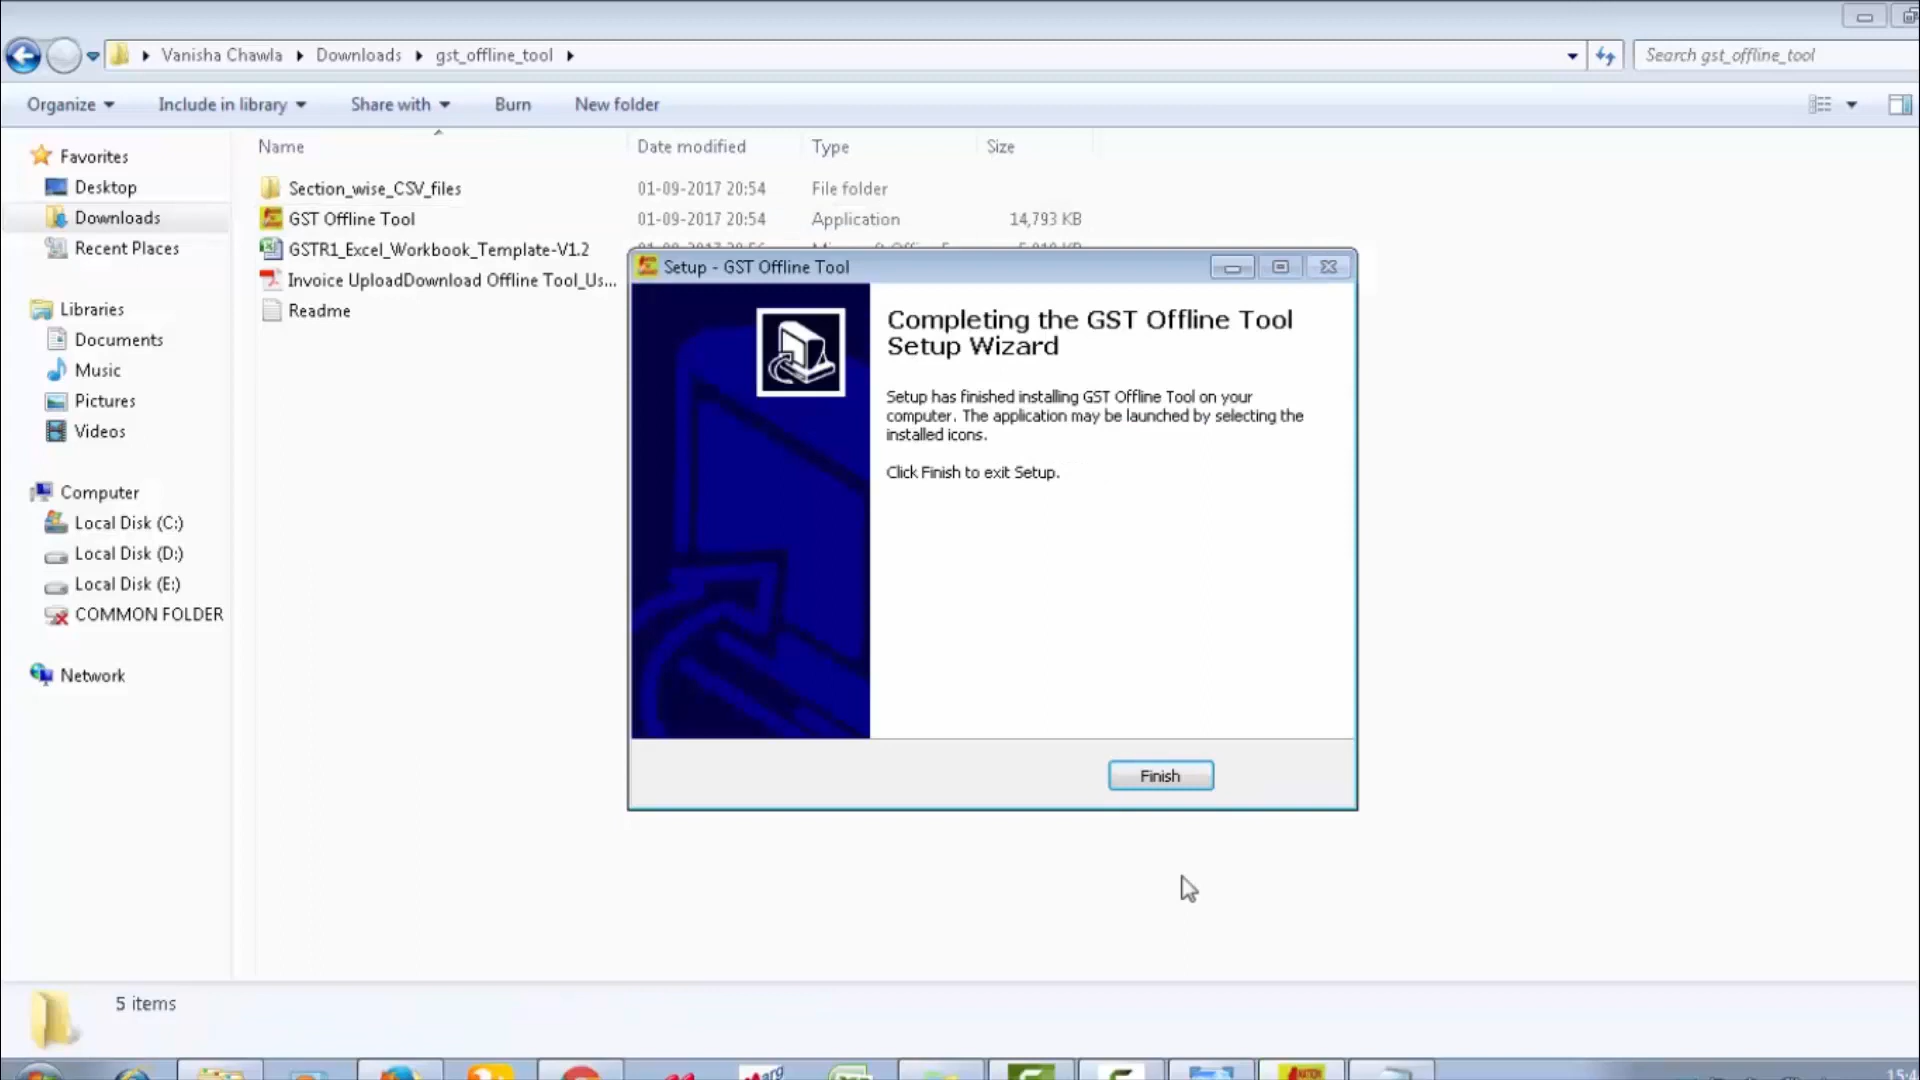 Vanisha Chawla Downloads gst_offline_tool
Search gst_offline_tool
Organize Include in library Share with Burn New folder
Name Date modified Type Size
Favorites
Desktop
Downloads
Recent Places
Libraries
Documents
Music
Pictures
Videos
Computer
Local Disk (C:)
Local Disk (D:)
Local Disk (E:)
COMMON FOLDER
Network
Section_wise_CSV_files 01-09-2017 20:54 File folder
GST Offline Tool 01-09-2017 20:54 Application 14,793 KB
GSTR1_Excel_Workbook_Template-V1.2
Invoice UploadDownload Offline Tool_Us...
Readme
Setup - GST Offline Tool
Completing the GST Offline Tool
Setup Wizard
Setup has finished installing GST Offline Tool on your
computer. The application may be launched by selecting the
installed icons.
Click Finish to exit Setup.
Finish
5 items